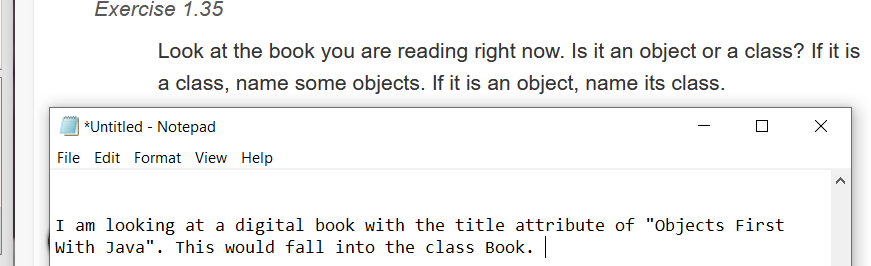 Exercise 1.35
Look at the book you are reading right now. Is it an object or a class? If it is
a class, name some objects. If it is an object, name its class.
*Untitled - Notepad
File Edit Format View Help
I am looking at a digital book with the title attribute of "Objects First
With Java". This would fall into the class Book.